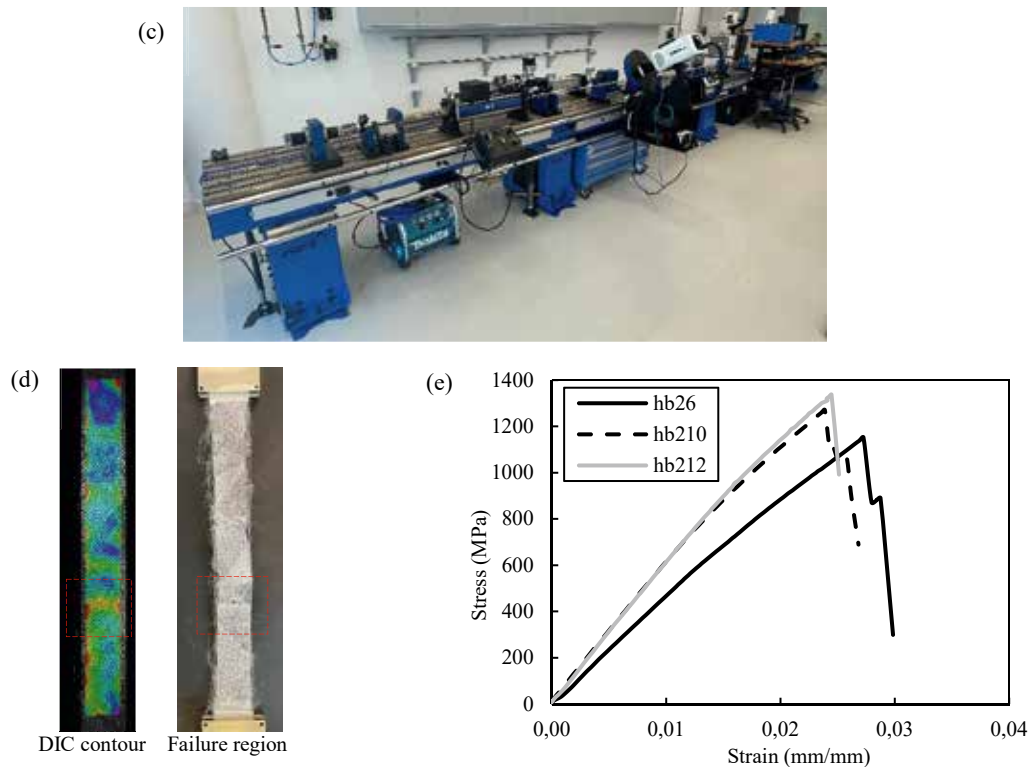 (c)
makita
(d)
DIC contour
Failure region
(e)
1400
1200
1000
800
600
400
200
0
Stress (MPa)
hb26
hb210
hb212
0,00
0,01
0,02
0,03
0,04
Strain (mm/mm)